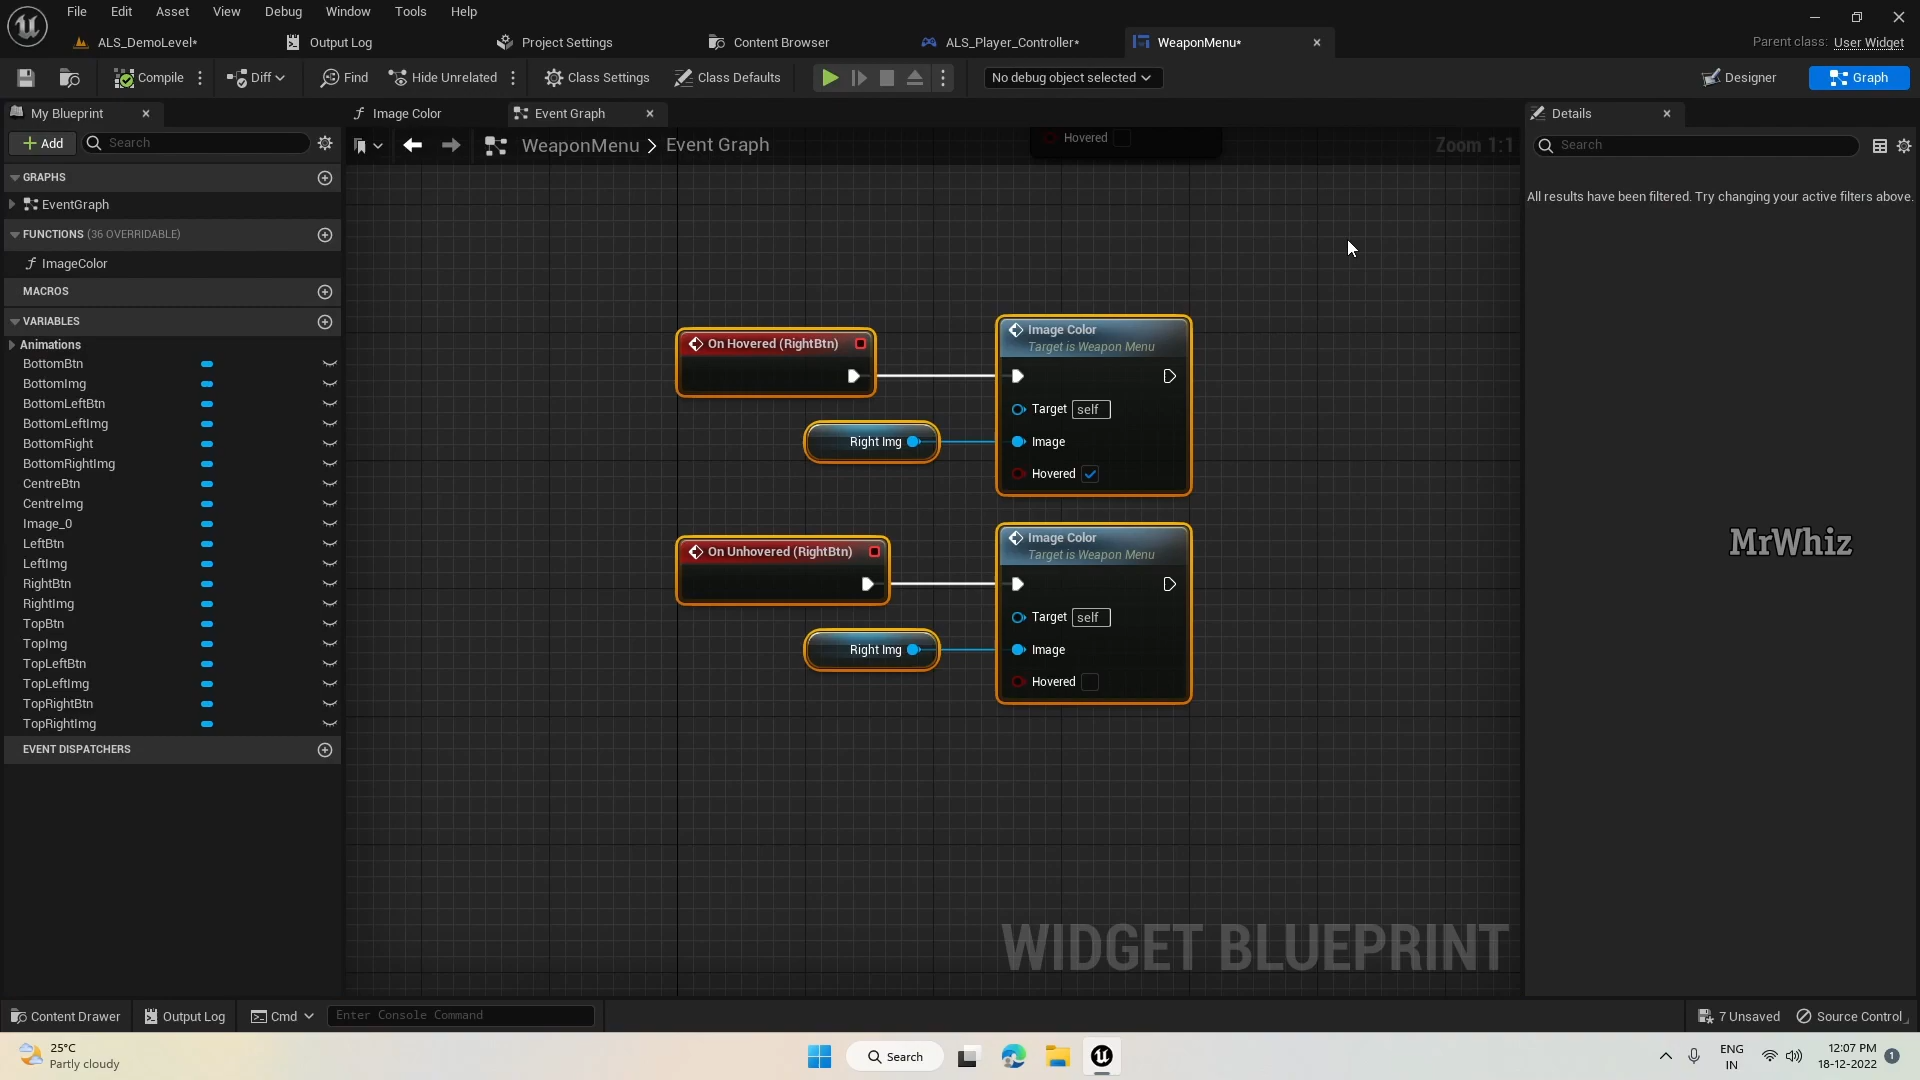 File Edit Asset View Debug Window Tools Help
ALS_DemoLevel*
Output Log
Project Settings
Content Browser
ALS_Player_Controller*
WeaponMenu*
Parent class: User Widget
Compile
Diff
Find
Hide Unrelated
Class Settings
Class Defaults
No debug object selected
Designer
Graph
My Blueprint
Image Color
Event Graph
Details
Add
Search
WeaponMenu > Event Graph
Hovered
Zoom 1:1
Search
GRAPHS
EventGraph
FUNCTIONS (36 OVERRIDABLE)
ImageColor
MACROS
VARIABLES
Animations
BottomBtn
BottomImg
BottomLeftBtn
BottomLeftImg
BottomRight
BottomRightImg
CentreBtn
CentreImg
Image_0
LeftBtn
LeftImg
RightBtn
RightImg
TopBtn
TopImg
TopLeftBtn
TopLeftImg
TopRightBtn
TopRightImg
EVENT DISPATCHERS
On Hovered (RightBtn)
Image Color
Target is Weapon Menu
Target self
Right Img
Image
Hovered
On Unhovered (RightBtn)
Image Color
Target is Weapon Menu
Target self
Right Img
Image
Hovered
WIDGET BLUEPRINT
All results have been filtered. Try changing your active filters above.
MrWhiz
Content Drawer
Output Log
Cmd
Enter Console Command
7 Unsaved
Source Control
25°C
Partly cloudy
Search
ENG
IN
12:07 PM
18-12-2022
1